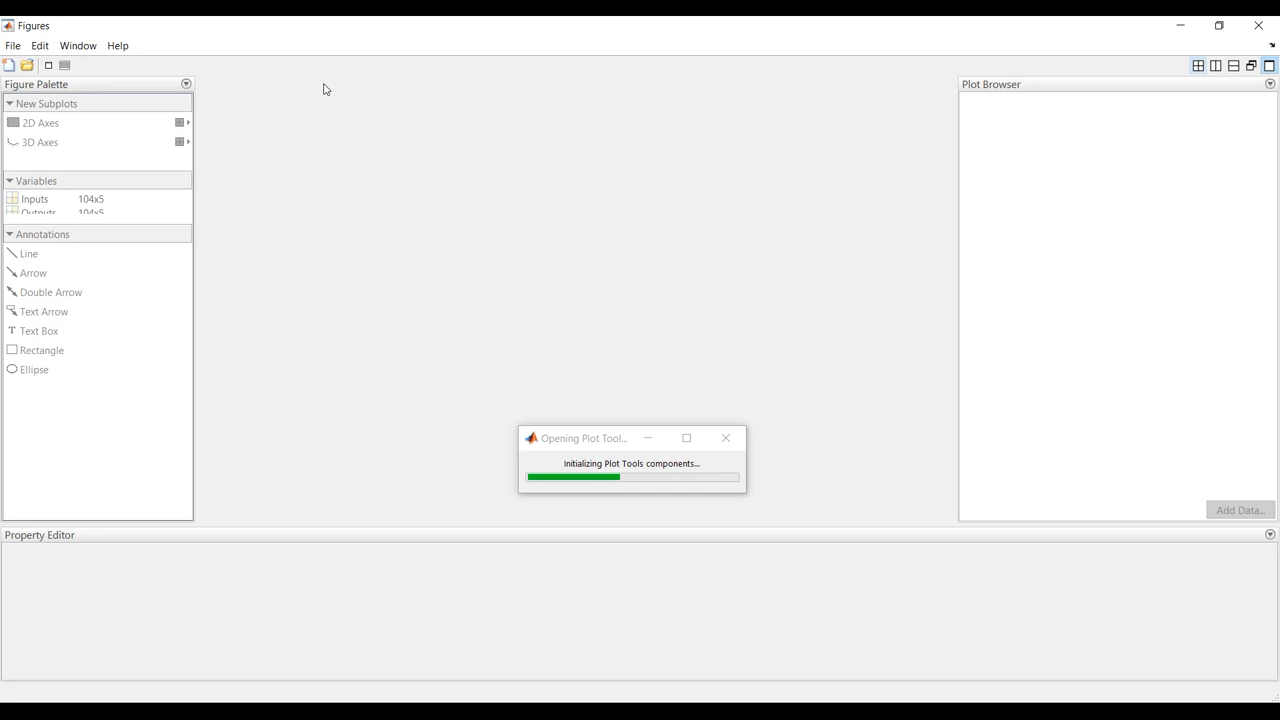 Figures
File Edit Window Help
Figure Palette
New Subplots
2D Axes
3D Axes
Variables
Inputs 104x5
Outputs 104x5
Annotations
Line
Arrow
Double Arrow
Text Arrow
T Text Box
Rectangle
Ellipse
Opening Plot Tool...
Initializing Plot Tools components...
Plot Browser
Add Data...
Property Editor